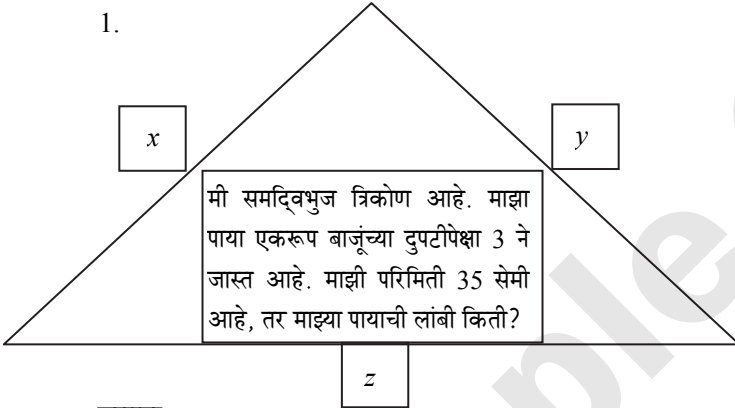 1.
x
y
मी समद्‌विभुज त्रिकोण आहे. माझा
पाया एकरूप बाजूंच्या दुपटीपेक्षा 3 ने
जास्त आहे. माझी परिमिती 35 सेमी
आहे, तर माझ्या पायाची लांबी किती?
z